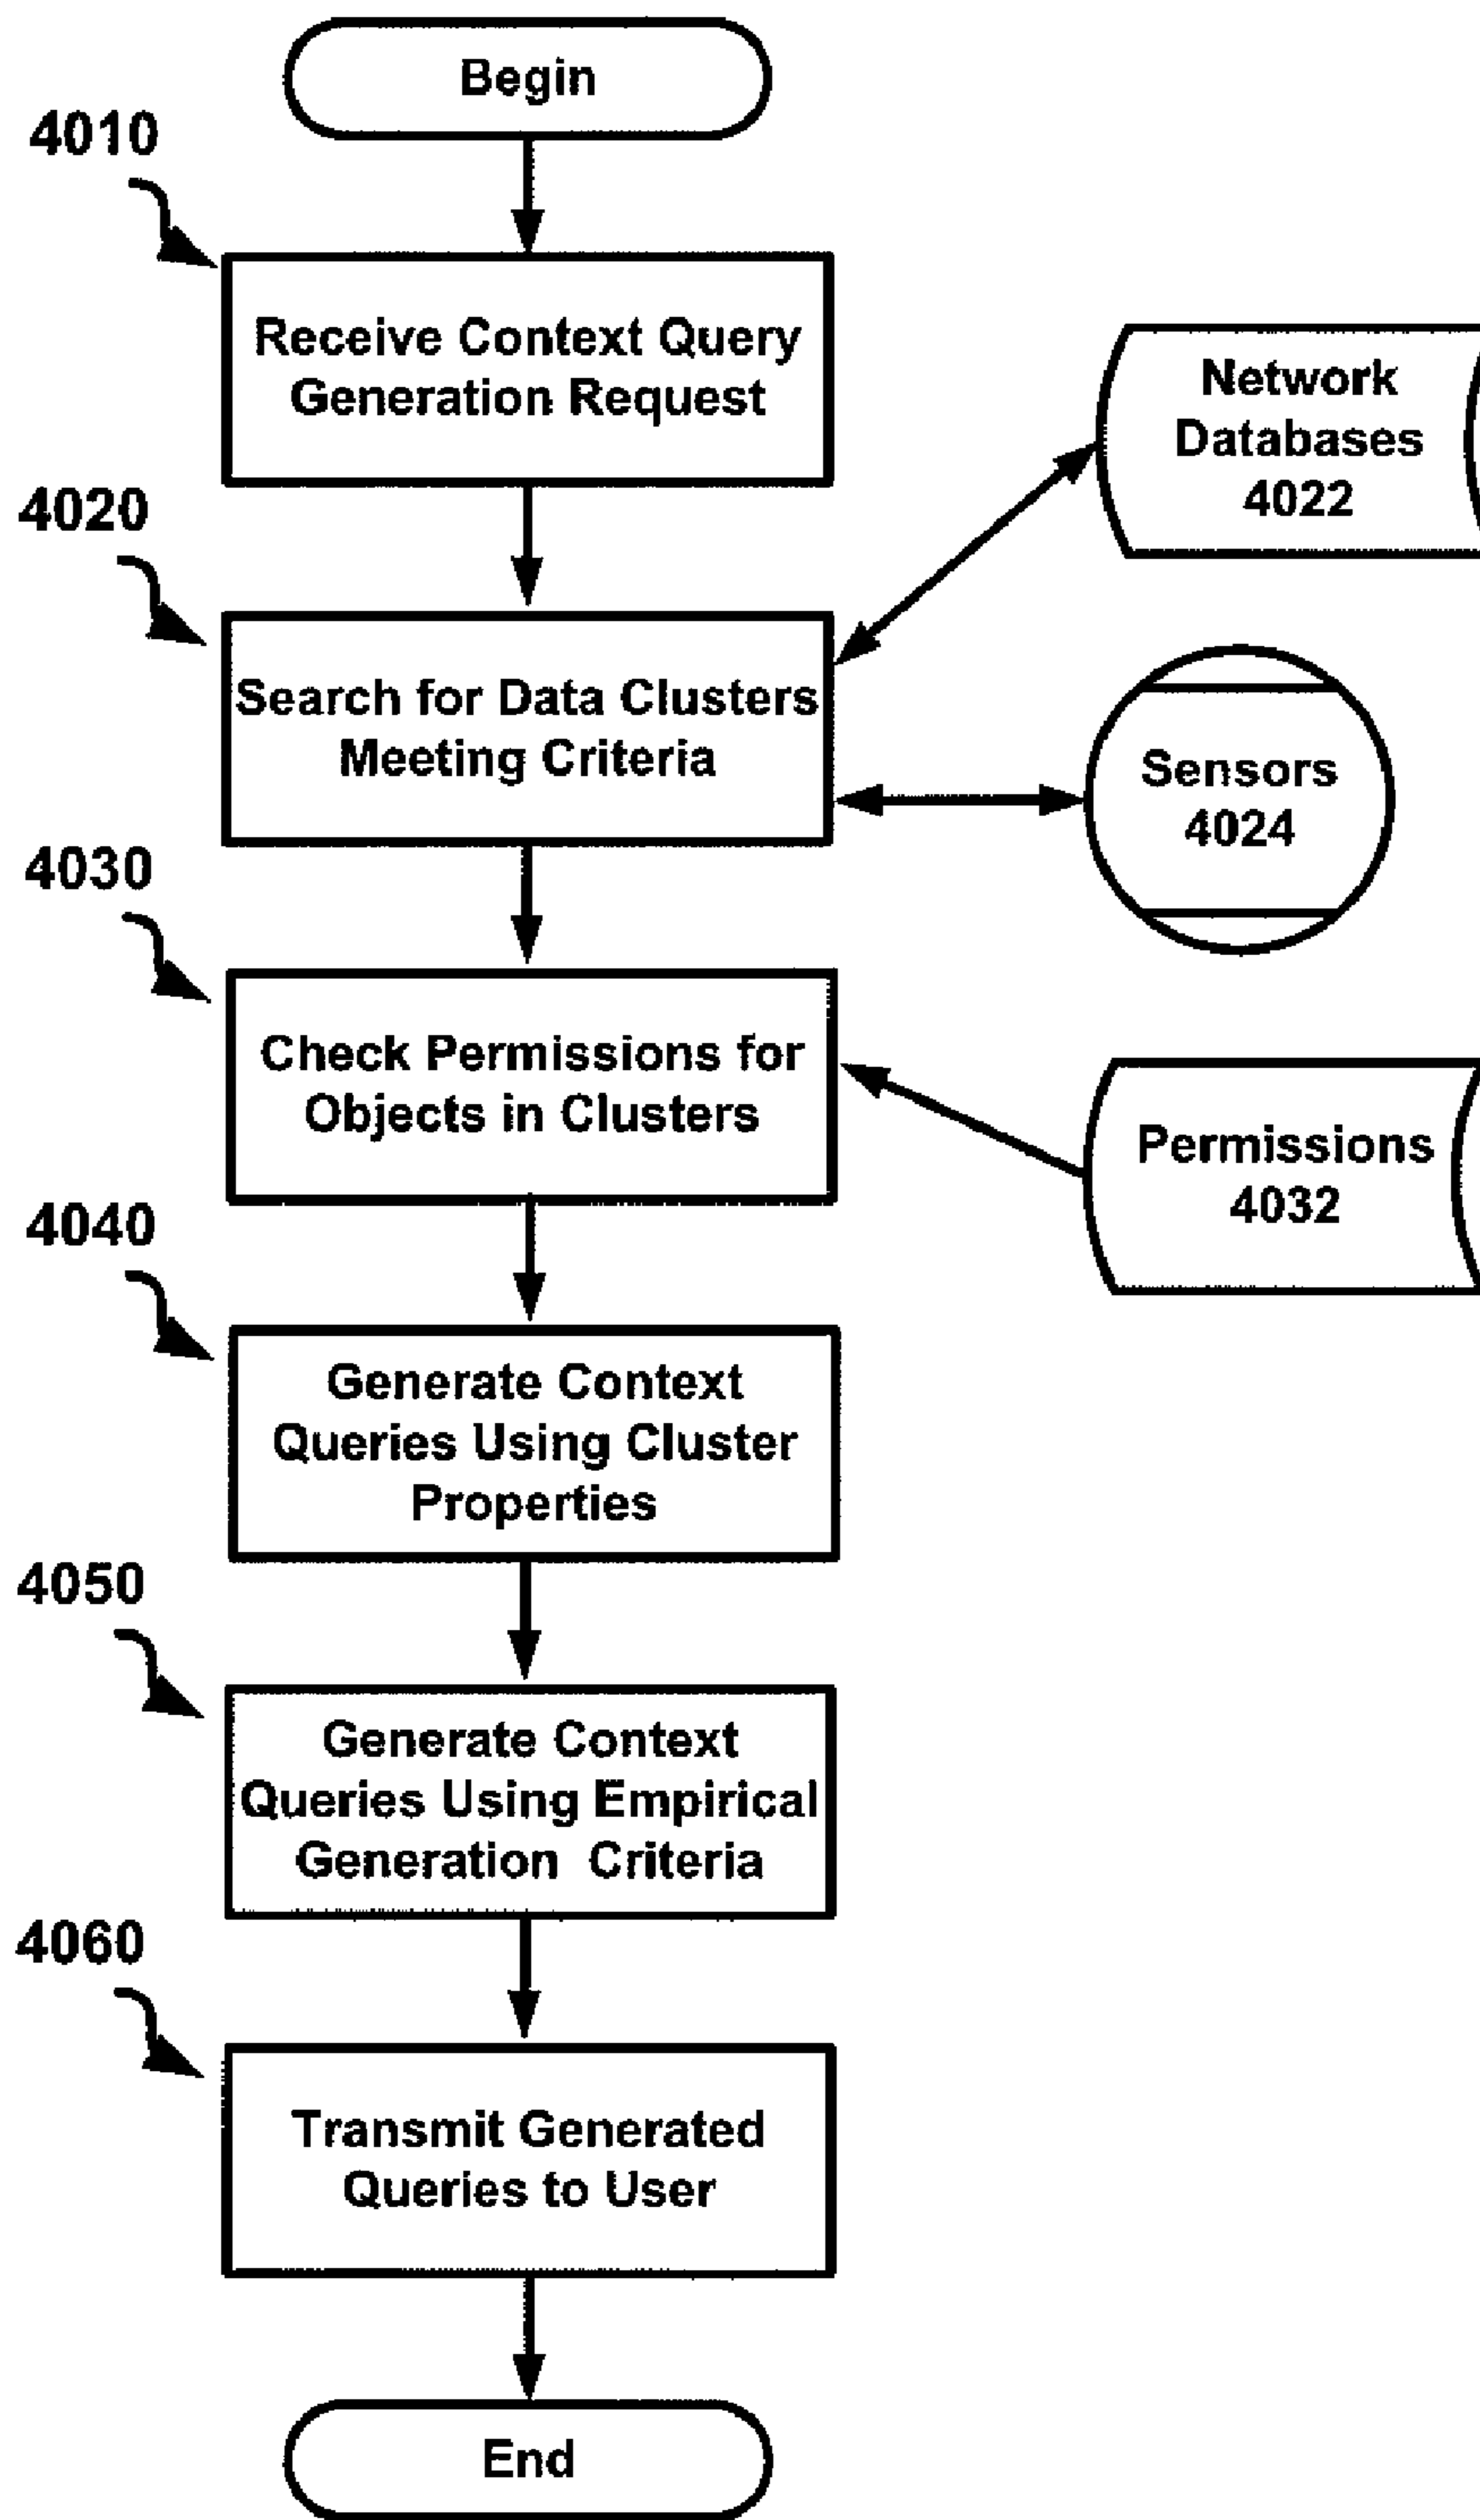 Begin
4010
Receive Context Query
Generation Request
Network
Databases
4022
4020
Search for Data Clusters
Meeting Criteria
Sensors
4024
4030
Check Permissions for
Objects in Clusters
Permissions
4032
4040
Generate Context
Queries Using Cluster
Properties
4050
Generate Context
Queries Using Empirical
Generation Criteria
4060
Transmit Generated
Queries to User
End